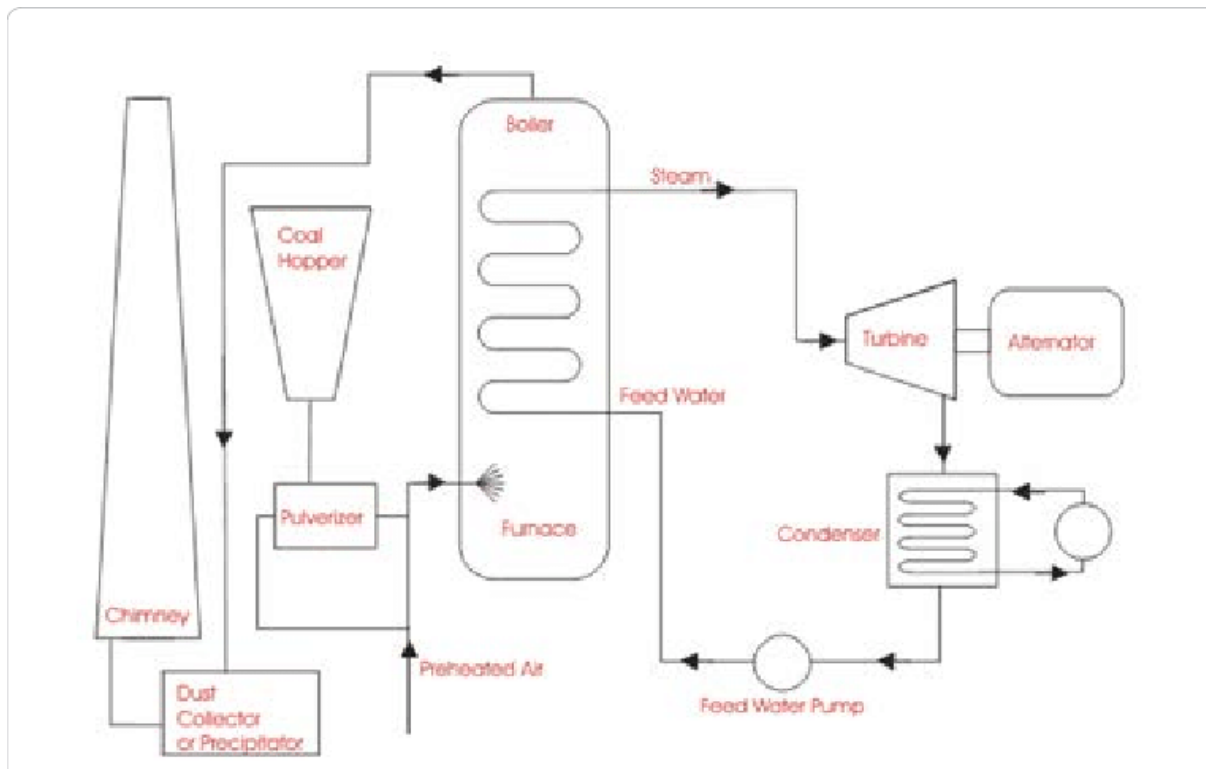 Boiler
Steam
Coal
Hopper
Turbine
Alternator
Feed Water
Pulverizer
Furnace
Condenser
Chimney
Preheated Air
Dust
Collector
or Precipitator
Feed Water Pump